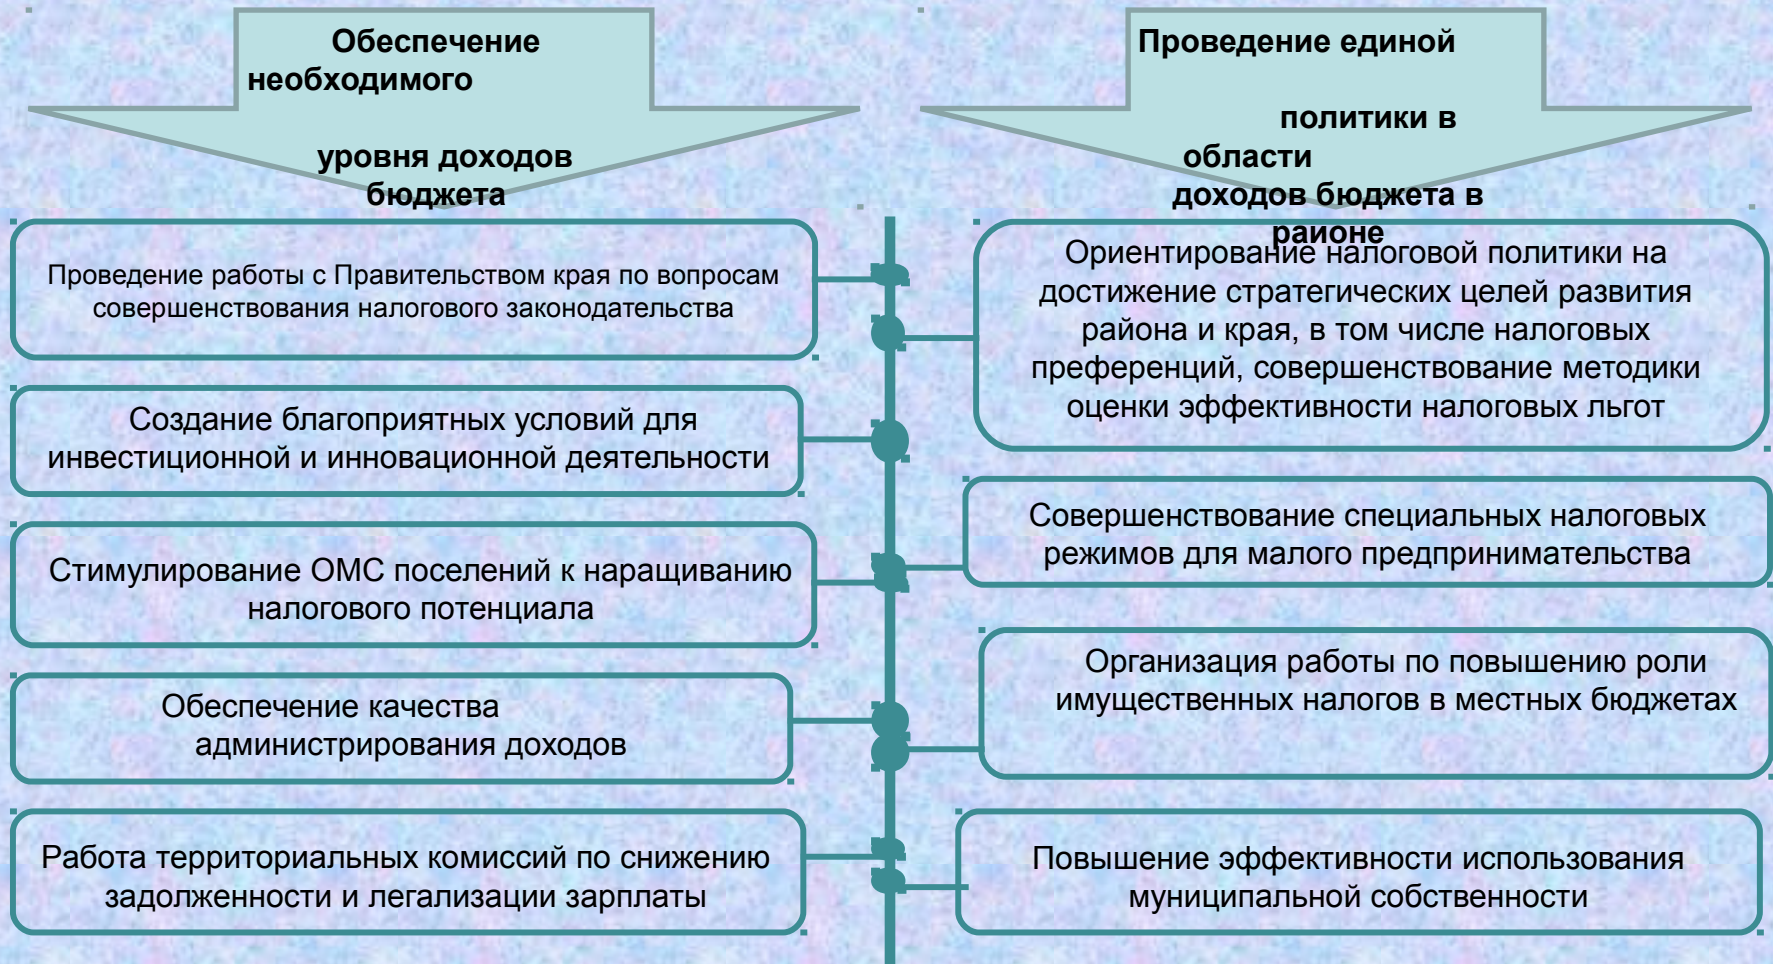 Обеспечение
необходимого
уровня доходов
бюджета
Проведение единой
политики в
области
доходов бюджета в
районе
Проведение работы с Правительством края по вопросам
совершенствования налогового законодательства
Создание благоприятных условий для
инвестиционной и инновационной деятельности
Стимулирование ОМС поселений к наращиванию
налогового потенциала
Обеспечение качества
администрирования доходов
Работа территориальных комиссий по снижению
задолженности и легализации зарплаты
Ориентирование налоговой политики на
достижение стратегических целей развития
района и края, в том числе налоговых
преференций, совершенствование методики
оценки эффективности налоговых льгот
Совершенствование специальных налоговых
режимов для малого предпринимательства
Организация работы по повышению роли
имущественных налогов в местных бюджетах
Повышение эффективности использования
муниципальной собственности